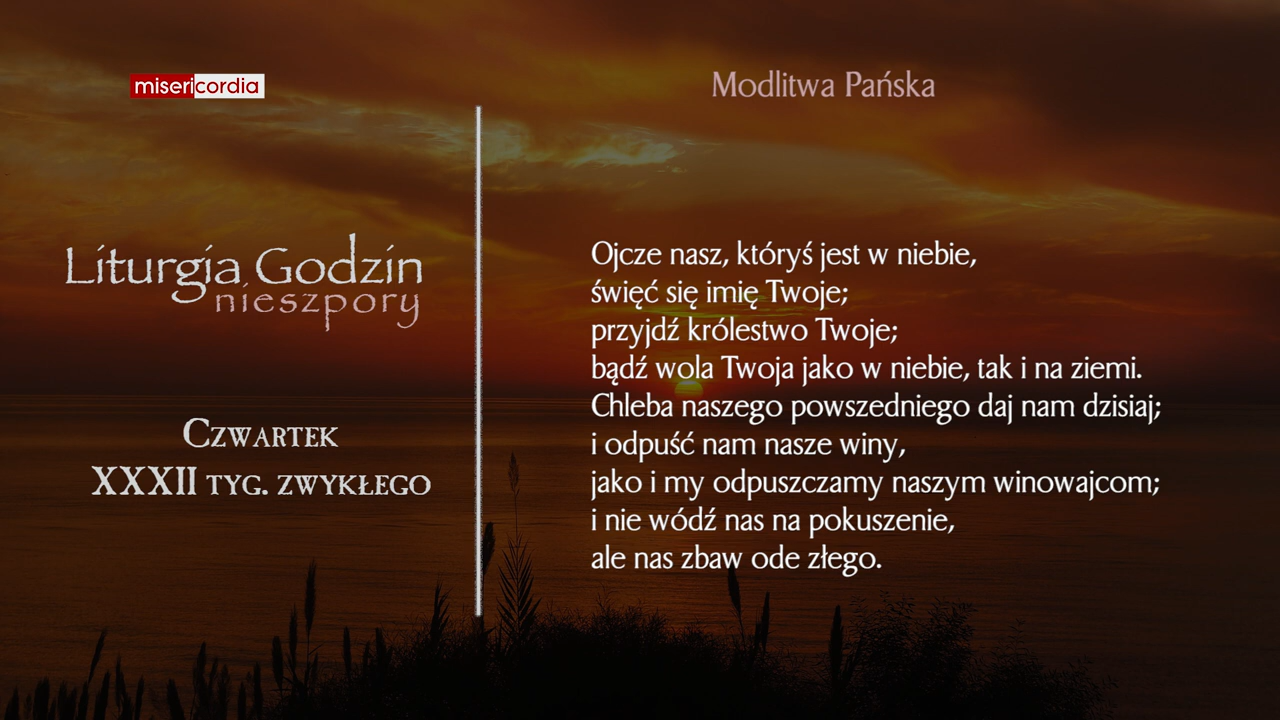 misericordia
Modlitwa Pańska
Liturgia Godzin
nieszpory
Czwartek
XXXII tyg. zwykłego
Ojcze nasz, któryś jest w niebie,
święć się imię Twoje;
przyjdź królestwo Twoje;
bądź wola Twoja jako w niebie, tak i na ziemi.
Chleba naszego powszedniego daj nam dzisiaj;
i odpuść nam nasze winy,
jako i my odpuszczamy naszym winowajcom;
i nie wódź nas na pokuszenie,
ale nas zbaw ode złego.